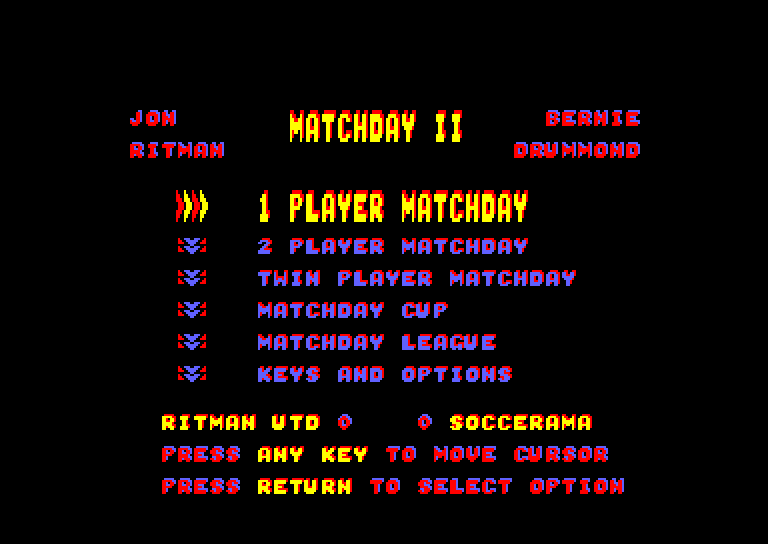 JON MATCHDAY II BERNIE
RITMAN DRUMMOND
1 PLAYER MATCHDAY
2 PLAYER MATCHDAY
TWIN PLAYER MATCHDAY
MATCHDAY CUP
MATCHDAY LEAGUE
KEYS AND OPTIONS
RITMAN UTD 0 0 SOCCERAMA
PRESS ANY KEY TO MOVE CURSOR
PRESS RETURN TO SELECT OPTION